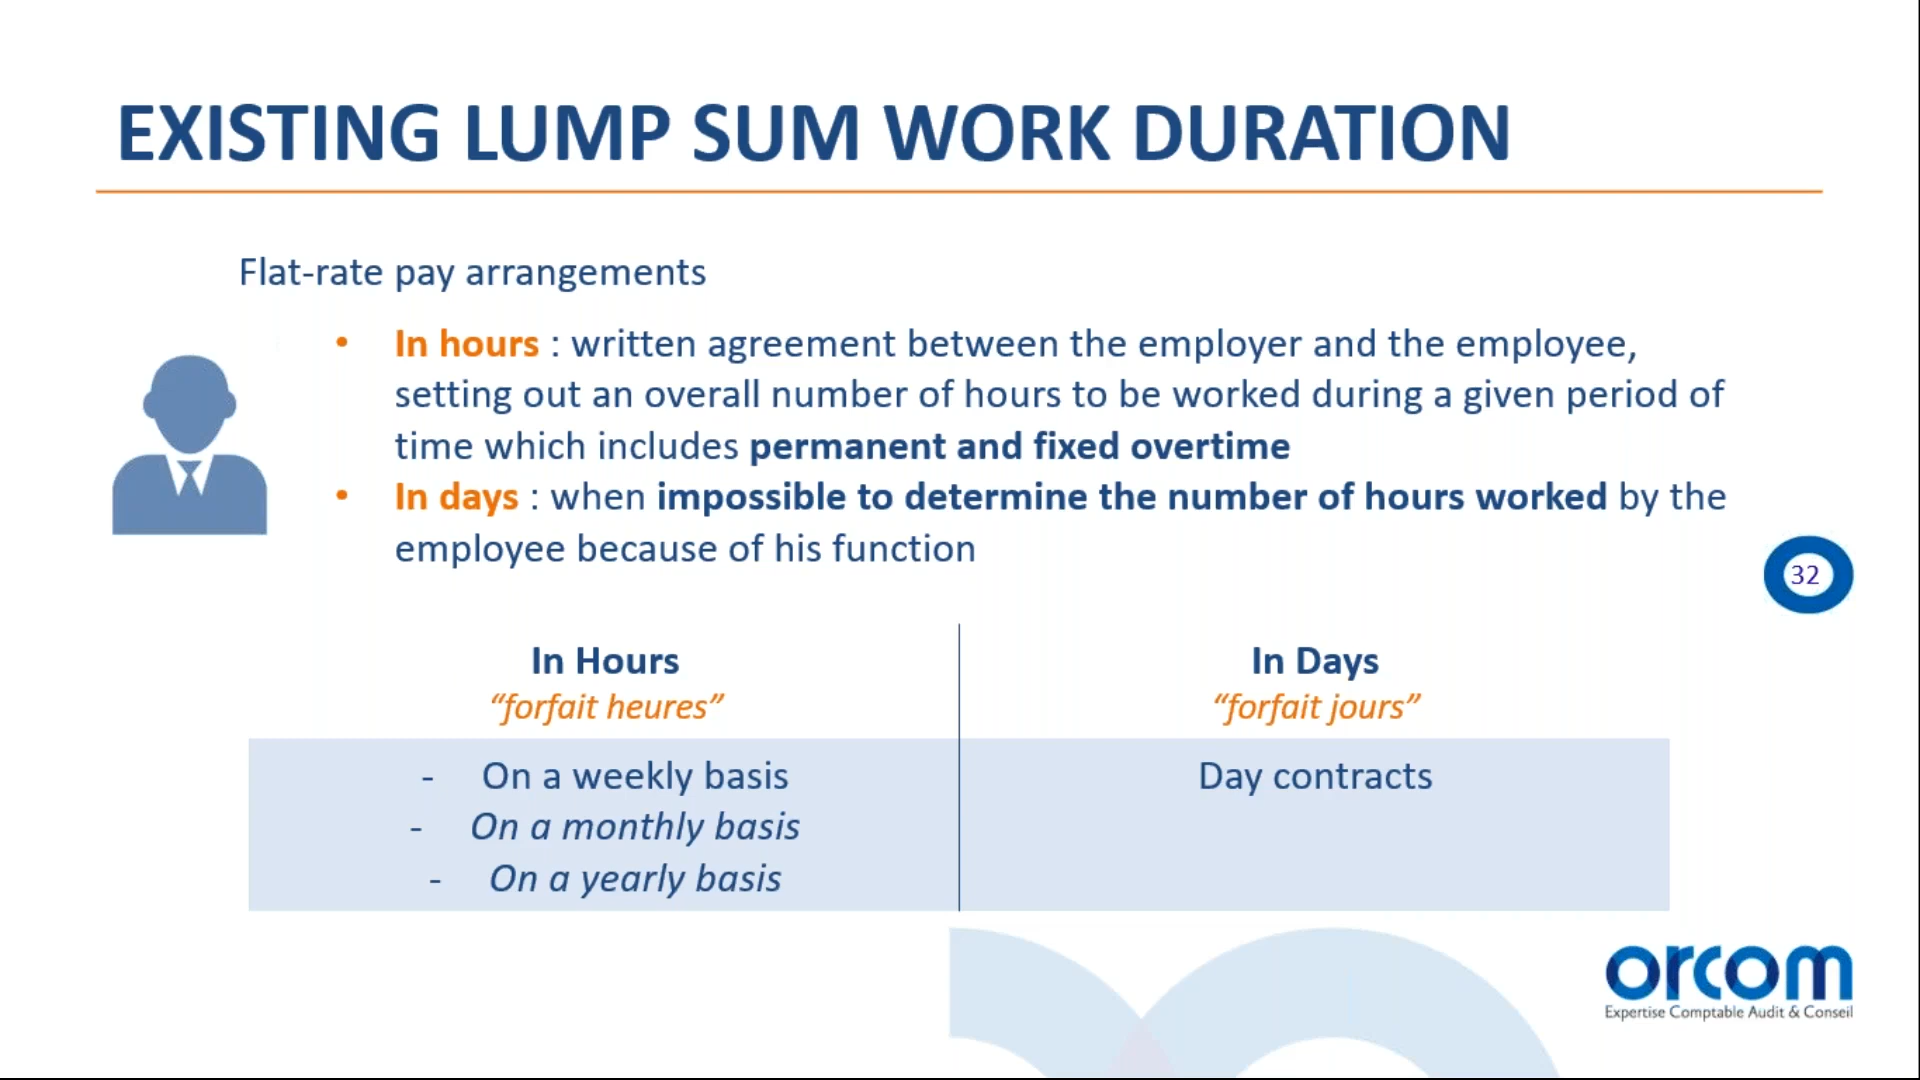 EXISTING LUMP SUM WORK DURATION
Flat-rate pay arrangements
• In hours : written agreement between the employer and the employee,
setting out an overall number of hours to be worked during a given period of
time which includes permanent and fixed overtime
• In days : when impossible to determine the number of hours worked by the
employee because of his function
32
In Hours
“forfait heures”
- On a weekly basis
- On a monthly basis
- On a yearly basis
In Days
“forfait jours”
Day contracts
orcom
Expertise Comptable Audit & Conseil